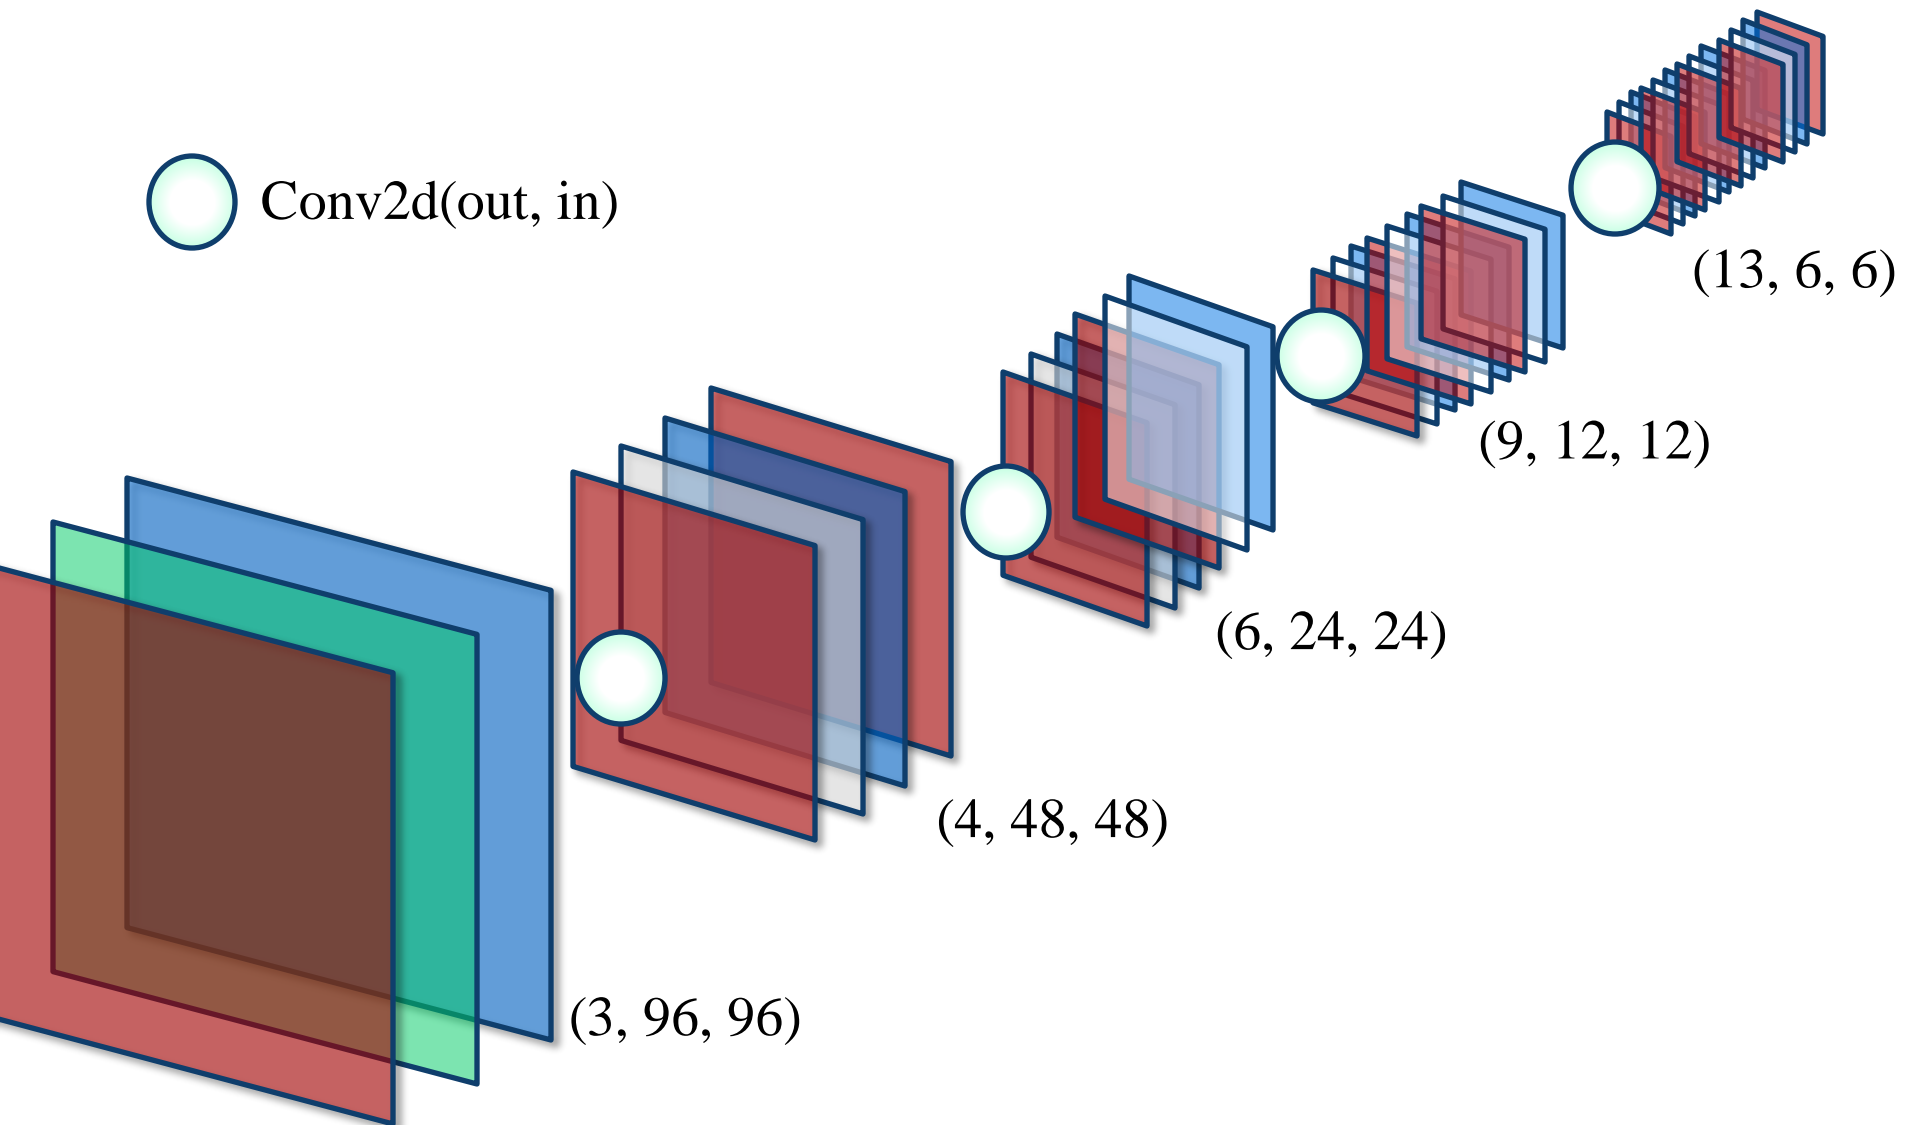 Conv2d(out, in)
(13, 6, 6)
(9, 12, 12)
(6, 24, 24)
(4, 48, 48)
(3, 96, 96)